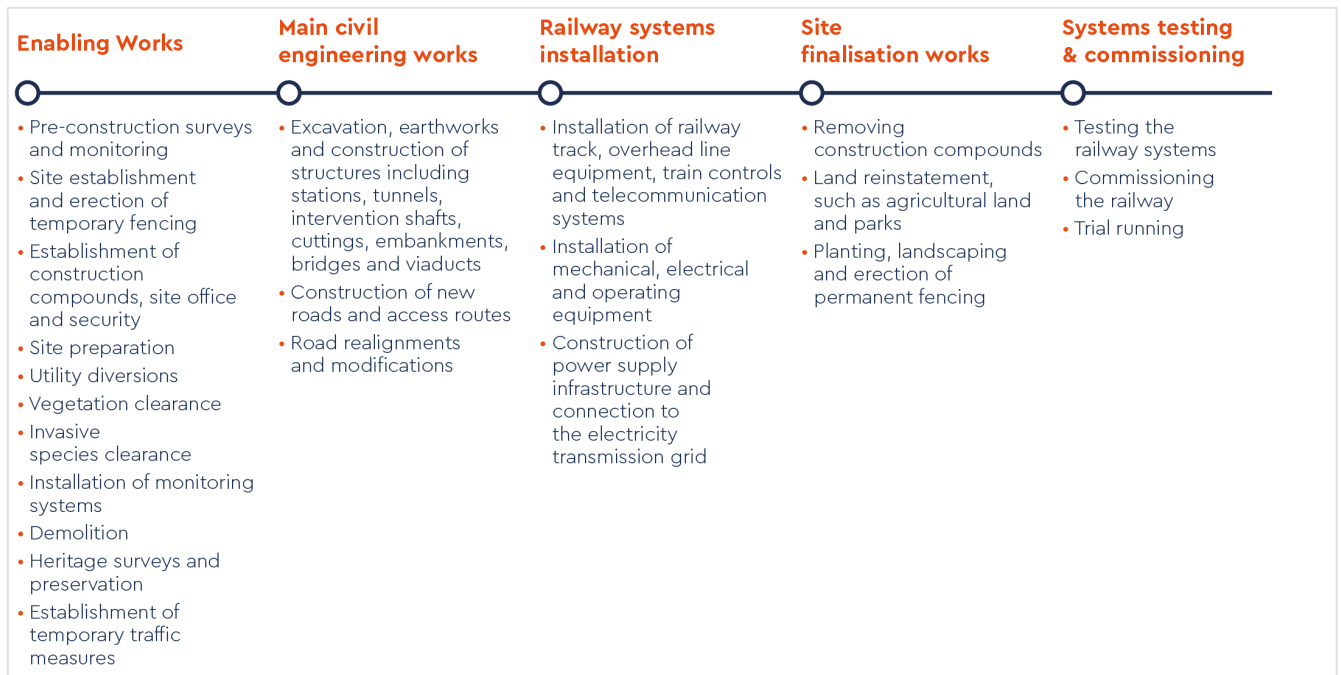 Enabling Works
• Pre-construction surveys
and monitoring
• Site establishment
and erection of
temporary fencing
• Establishment of
construction
compounds, site office
and security
• Site preparation
• Utility diversions
• Vegetation clearance
• Invasive
species clearance
• Installation of monitoring
systems
• Demolition
• Heritage surveys and
preservation
• Establishment of
temporary traffic
measures
Main civil
engineering works
• Excavation, earthworks
and construction of
structures including
stations, tunnels,
intervention shafts,
cuttings, embankments,
bridges and viaducts
• Construction of new
roads and access routes
• Road realignments
and modifications
Railway systems
installation
• Installation of railway
track, overhead line
equipment, train controls
and telecommunication
systems
• Installation of
mechanical, electrical
and operating
equipment
• Construction of
power supply
infrastructure and
connection to
the electricity
transmission grid
Site
finalisation works
• Removing
construction compounds
• Land reinstatement,
such as agricultural land
and parks
• Planting, landscaping
and erection of
permanent fencing
Systems testing
& commissioning
• Testing the
railway systems
• Commissioning
the railway
• Trial running